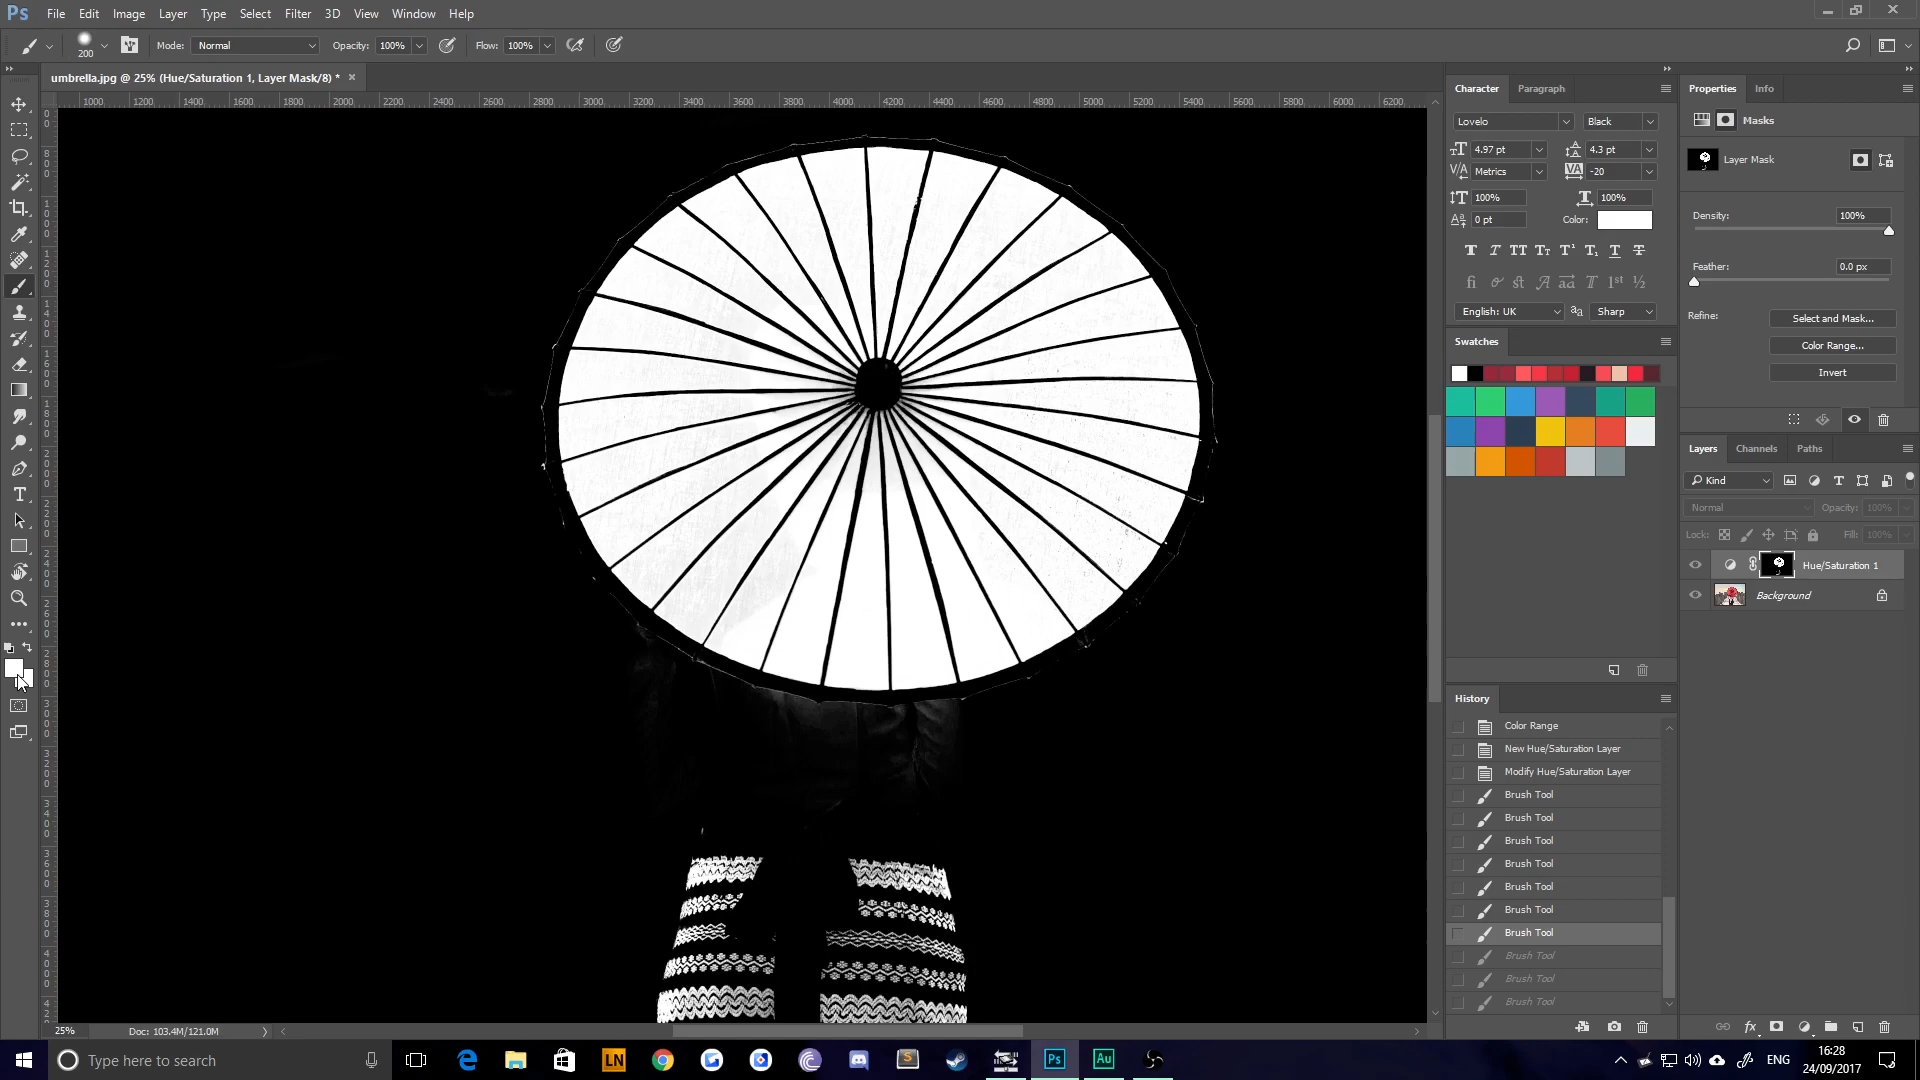 Ps File Edit Image Layer Type Select Filter 3D View Window Help
200 Mode: Normal Opacity: 100% Flow: 100%
umbrella.jpg @ 25% (Hue/Saturation 1, Layer Mask/8) *
1000 1200 1400 1600 1800 2000 2200 2400 2600 2800 3000 3200 3400 3600 3800 4000 4200 4400 4600 4800 5000 5200 5400 5600 5800 6000 6200
Character Paragraph
Lovelo Black
4.97 pt 4.3 pt
Metrics -20
100% 100%
0 pt Color:
English: UK Sharp
Swatches
History
Color Range
New Hue/Saturation Layer
Modify Hue/Saturation Layer
Brush Tool
Brush Tool
Brush Tool
Brush Tool
Brush Tool
Brush Tool
Brush Tool
Brush Tool
Brush Tool
Brush Tool
Properties Info
Masks
Layer Mask
Density: 100%
Feather: 0.0 px
Refine: Select and Mask...
Color Range...
Invert
Layers Channels Paths
Kind
Normal Opacity: 100%
Lock: Fill: 100%
Hue/Saturation 1
Background
25% Doc: 103.4M/121.0M
Type here to search
LN
Ps
Au
ENG
16:28
24/09/2017